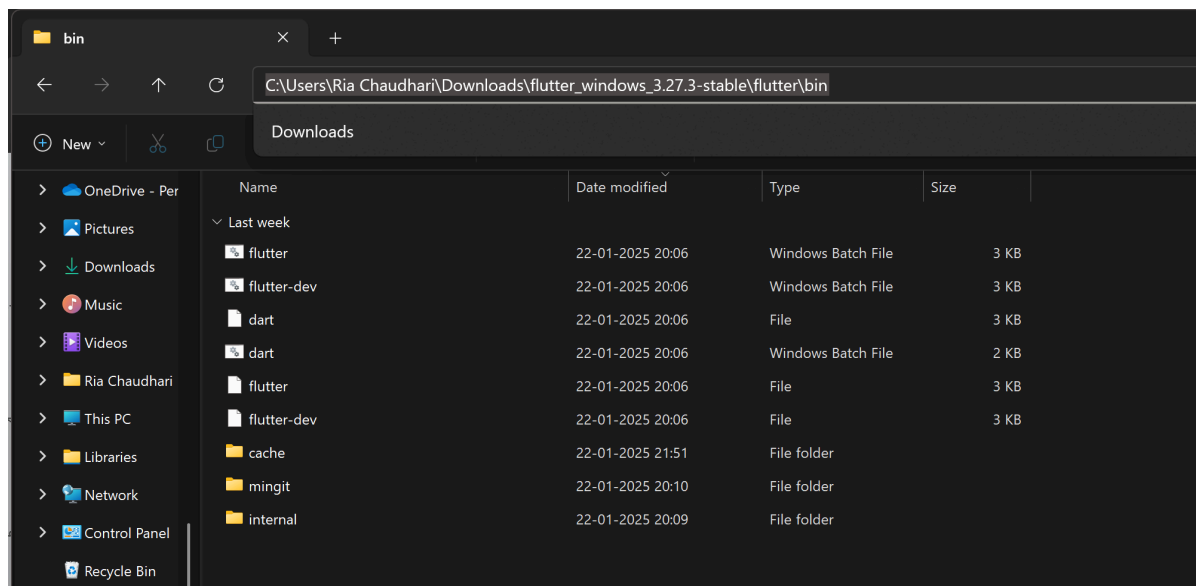 bin
C:\Users\Ria Chaudhari\Downloads\flutter_windows_3.27.3-stable\flutter\bin
Downloads
New
OneDrive - Per
Pictures
Downloads
Music
Videos
Ria Chaudhari
This PC
Libraries
Network
Control Panel
Recycle Bin
Name Date modified Type Size
Last week
flutter 22-01-2025 20:06 Windows Batch File 3 KB
flutter-dev 22-01-2025 20:06 Windows Batch File 3 KB
dart 22-01-2025 20:06 File 3 KB
dart 22-01-2025 20:06 Windows Batch File 2 KB
flutter 22-01-2025 20:06 File 3 KB
flutter-dev 22-01-2025 20:06 File 3 KB
cache 22-01-2025 21:51 File folder
mingit 22-01-2025 20:10 File folder
internal 22-01-2025 20:09 File folder